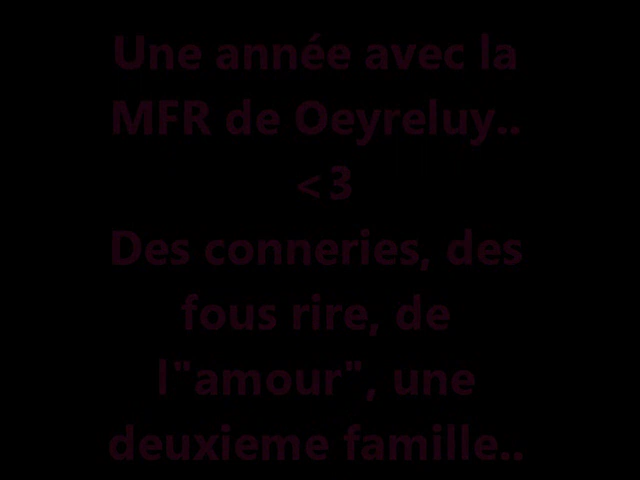 Une année avec la
MFR de Oeyreluy..
<3
Des conneries, des
fous rire, de
l"amour", une
deuxieme famille..